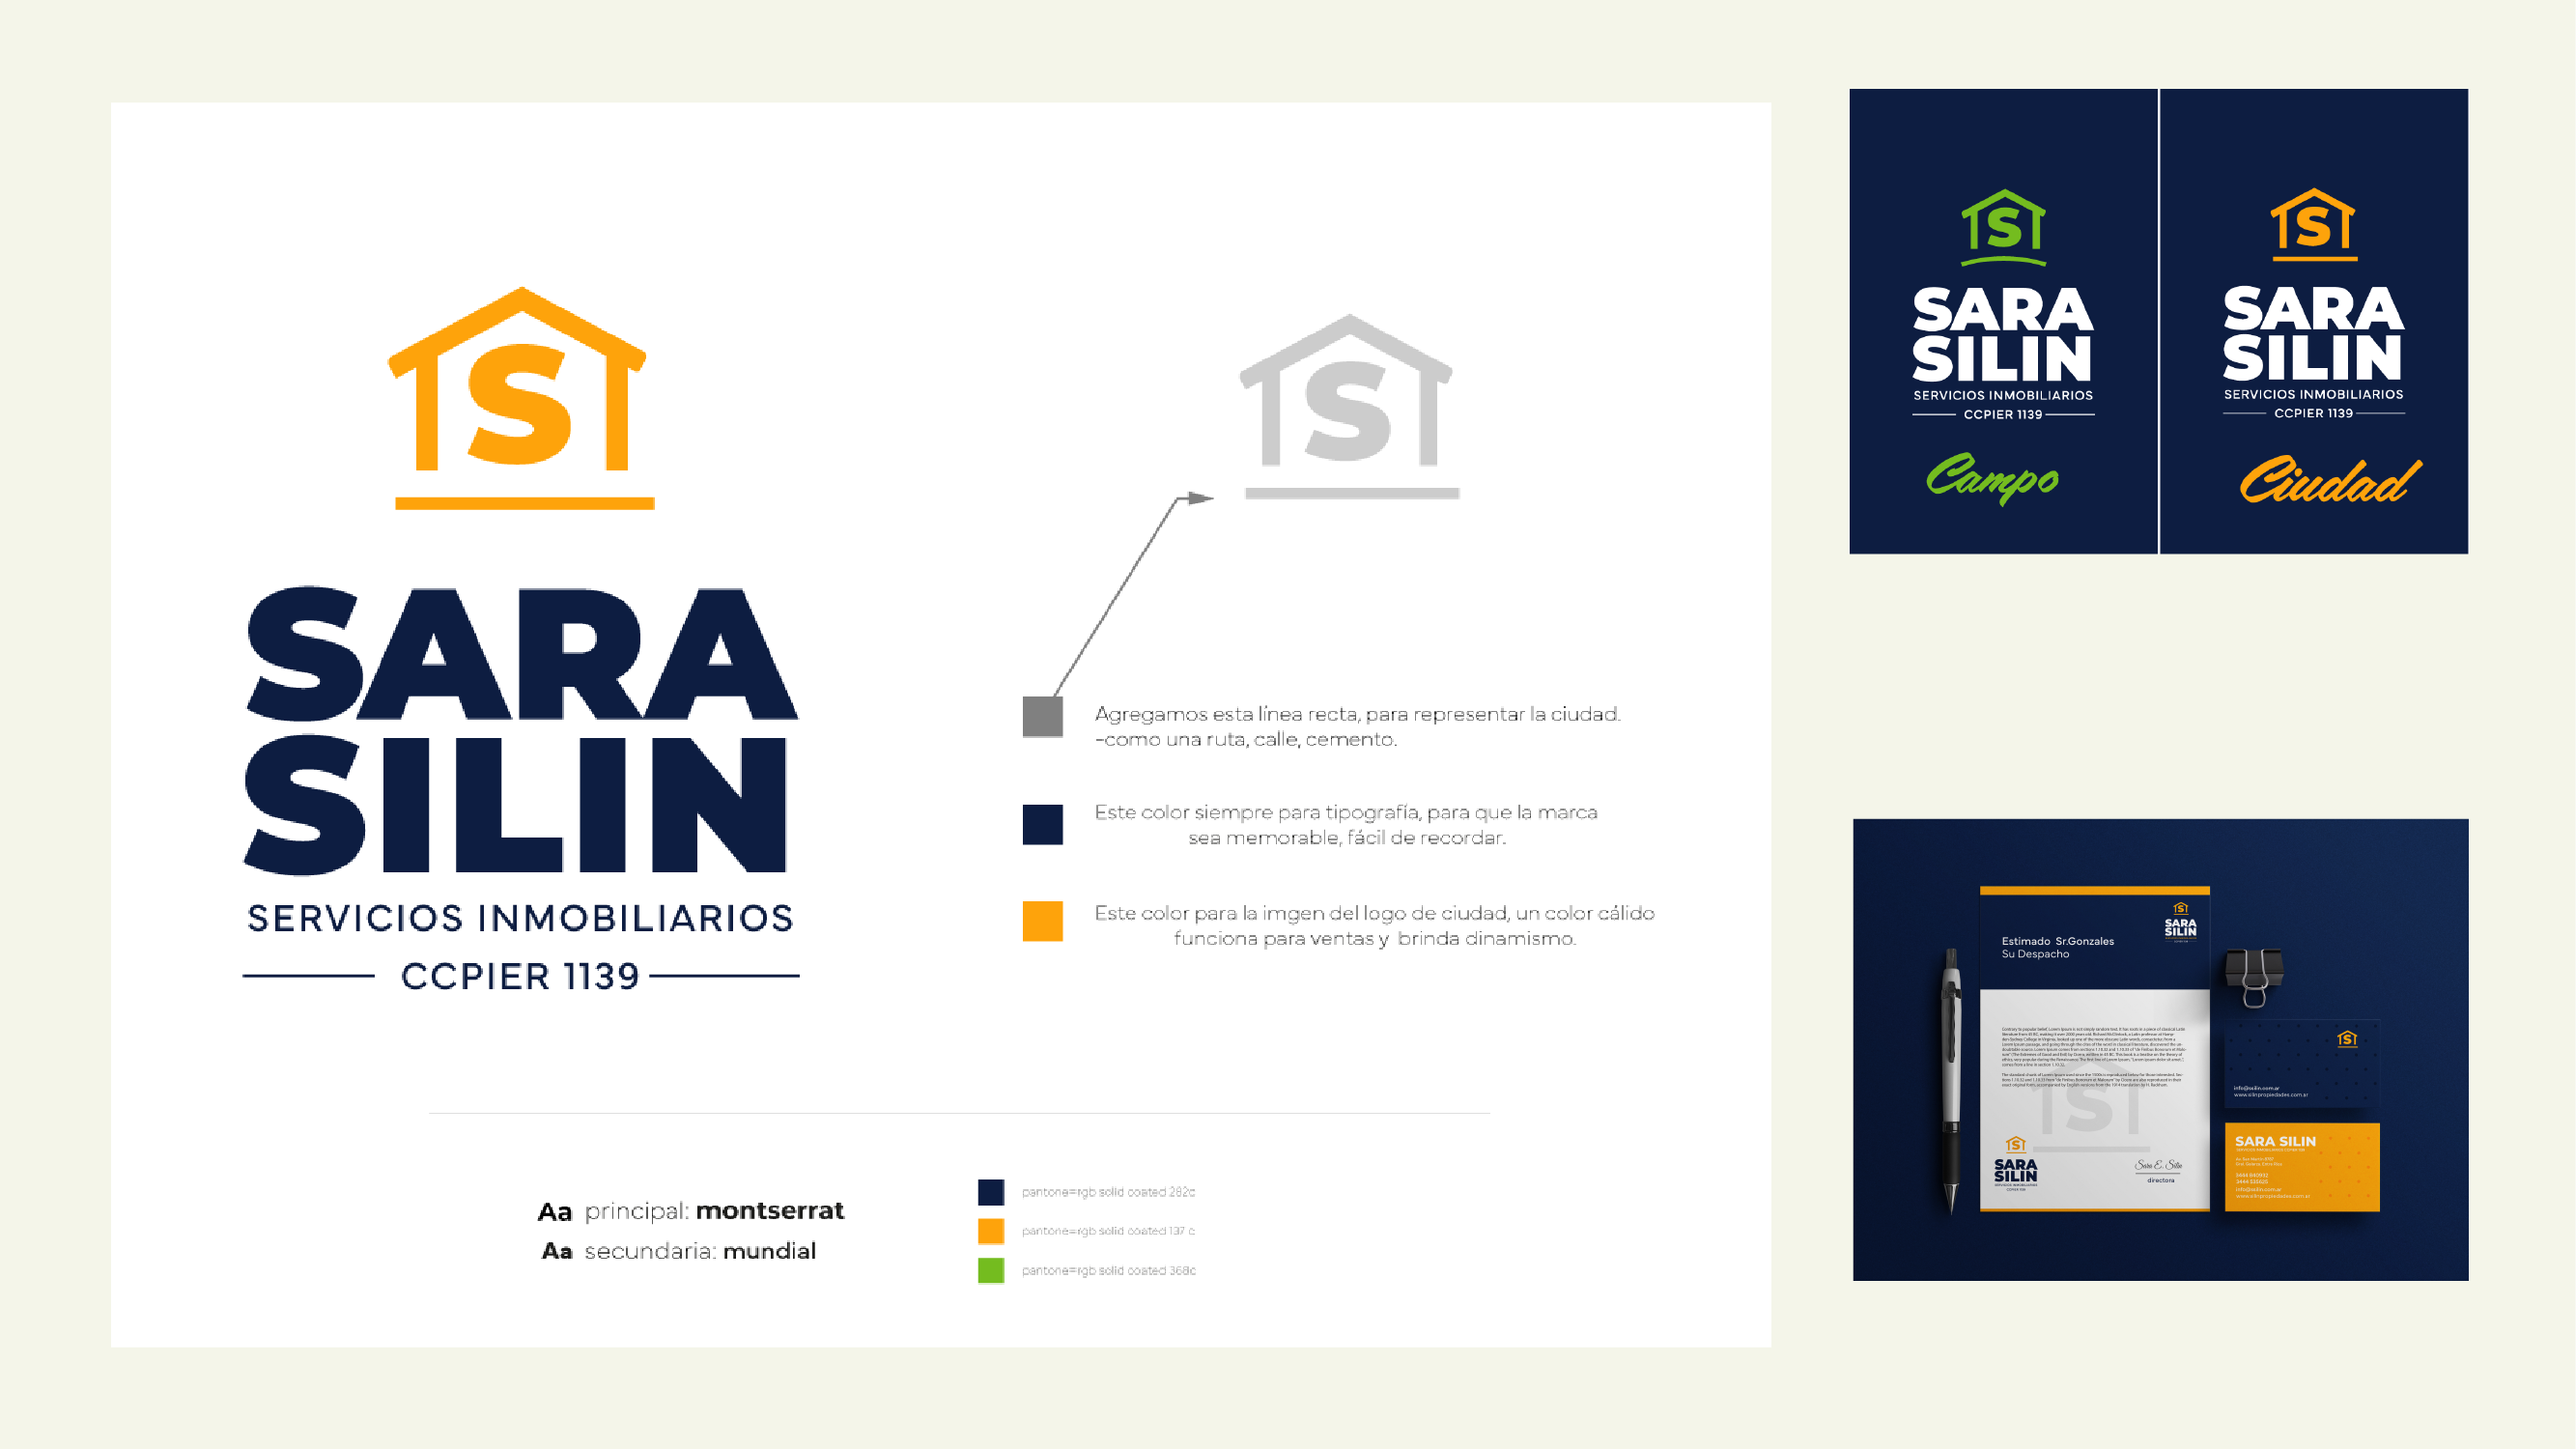 S
SARA
SILIN
SERVICIOS INMOBILIARIOS
CCPIER 1139
S
Agregamos esta línea recta, para representar la ciudad.
-como una ruta, calle, cemento.
Este color siempre para tipografía, para que la marca
sea memorable, fácil de recordar.
Este color para la imgen del logo de ciudad, un color cálido
funciona para ventas y brinda dinamismo.
Aa principal: montserrat
Aa secundaria: mundial
pantone=rgb solid coated 282c
pantone=rgb solid coated 137 c
pantone=rgb solid coated 368c
S
SARA
SILIN
SERVICIOS INMOBILIARIOS
CCPIER 1139
Campo
S
SARA
SILIN
SERVICIOS INMOBILIARIOS
CCPIER 1139
Ciudad
S
SARA
SILIN
Estimado Sr.Gonzales
Su Despacho
S
S
SARA
SILIN
Sara E. Silin
directora
S
info@silin.com.ar
www.silinpropiedades.com.ar
SARA SILIN
info@silin.com.ar
www.silinpropiedades.com.ar